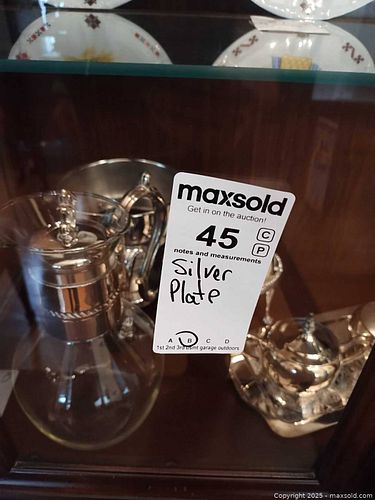 maxsold
Get in on the auction!
45
C
P
notes and measurements
Silver
Plate
A B C D
1st 2nd 3rd bsmt garage outdoors
Copyright 2025 - maxsold.com